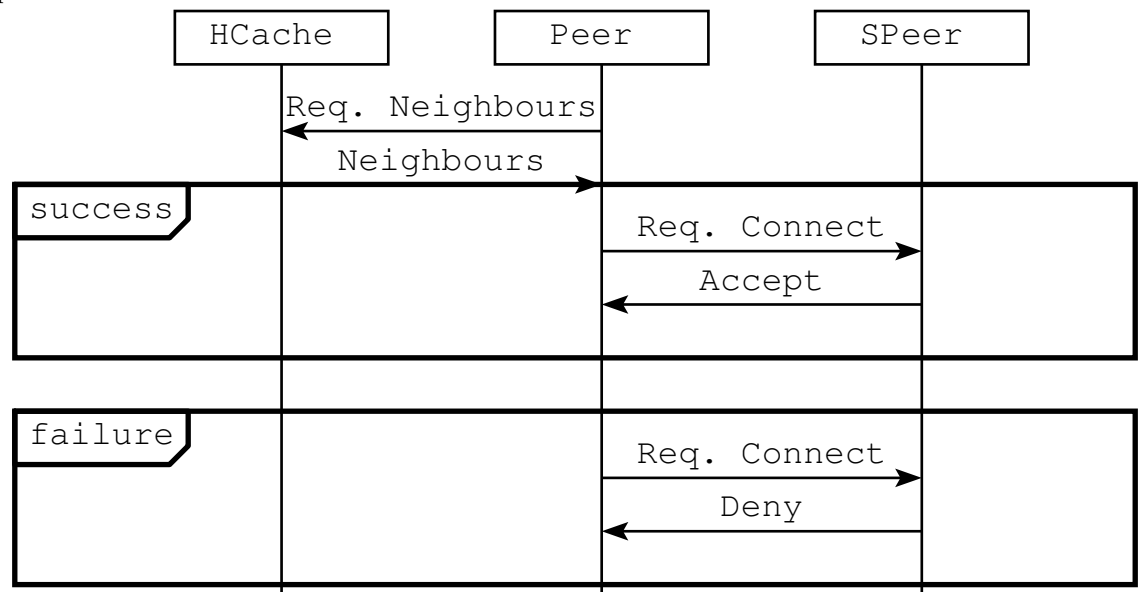 HCache Peer SPeer
Req. Neighbours
Neighbours
success
Req. Connect
Accept
failure
Req. Connect
Deny